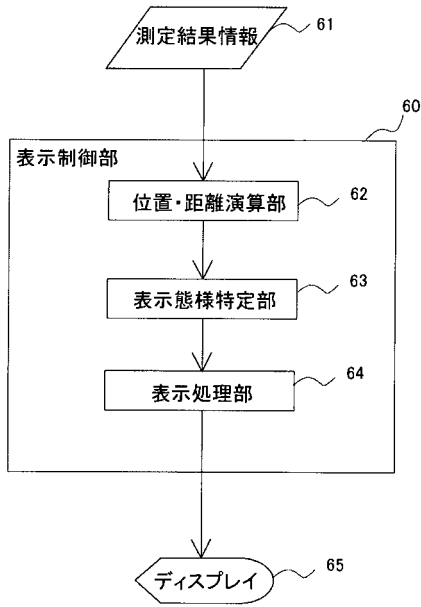 測定結果情報
61
60
表示制御部
位置・距離演算部
62
表示態様特定部
63
表示処理部
64
ディスプレイ
65